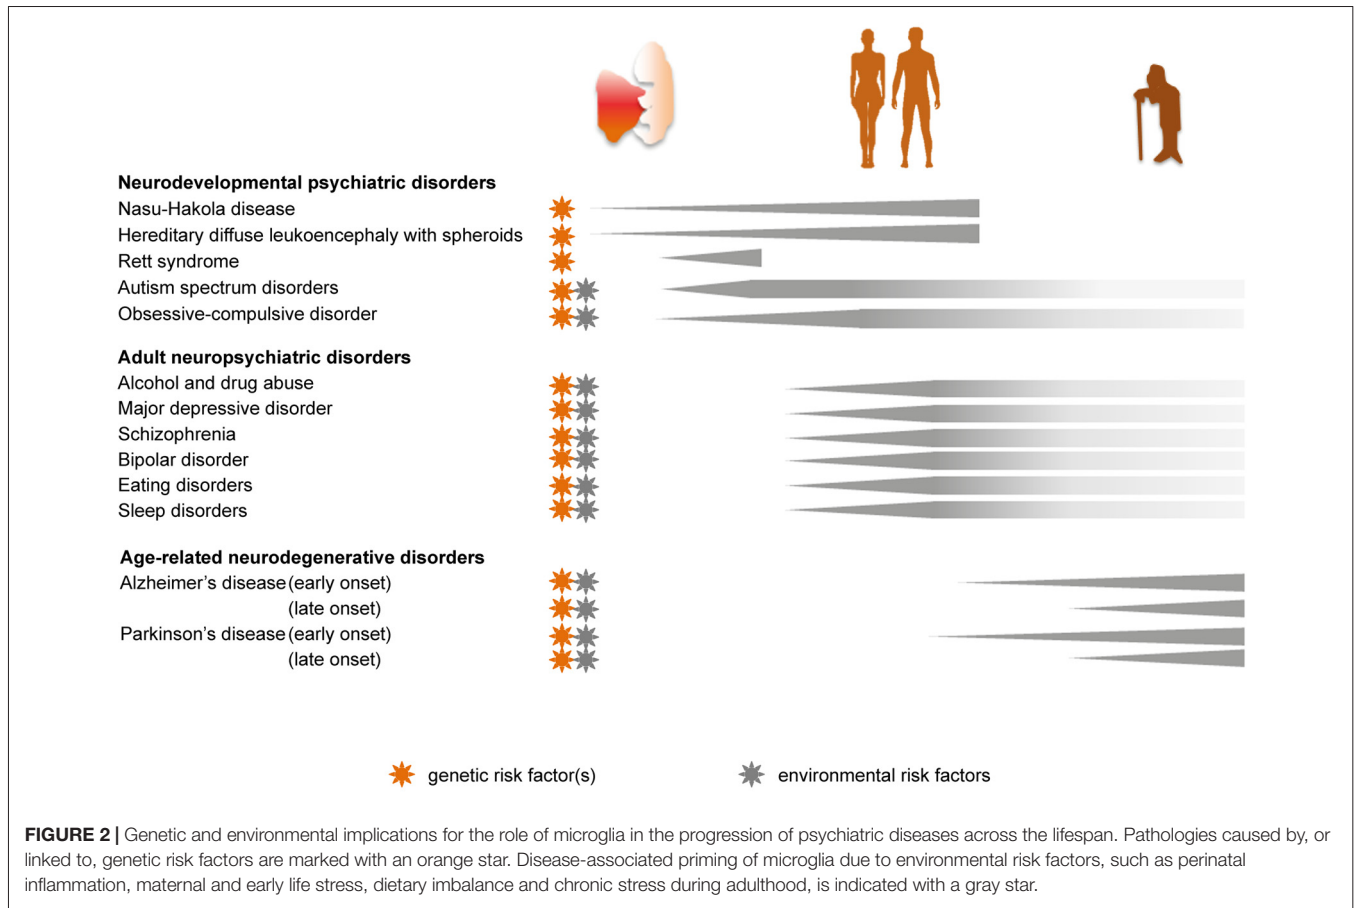 Neurodevelopmental psychiatric disorders
Nasu-Hakola disease
Hereditary diffuse leukoencephaly with spheroids
Rett syndrome
Autism spectrum disorders
Obsessive-compulsive disorder
Adult neuropsychiatric disorders
Alcohol and drug abuse
Major depressive disorder
Schizophrenia
Bipolar disorder
Eating disorders
Sleep disorders
Age-related neurodegenerative disorders
Alzheimer's disease (early onset)
(late onset)
Parkinson's disease (early onset)
(late onset)
genetic risk factor(s) environmental risk factors
FIGURE 2 | Genetic and environmental implications for the role of microglia in the progression of psychiatric diseases across the lifespan. Pathologies caused by, or
linked to, genetic risk factors are marked with an orange star. Disease-associated priming of microglia due to environmental risk factors, such as perinatal
inflammation, maternal and early life stress, dietary imbalance and chronic stress during adulthood, is indicated with a gray star.